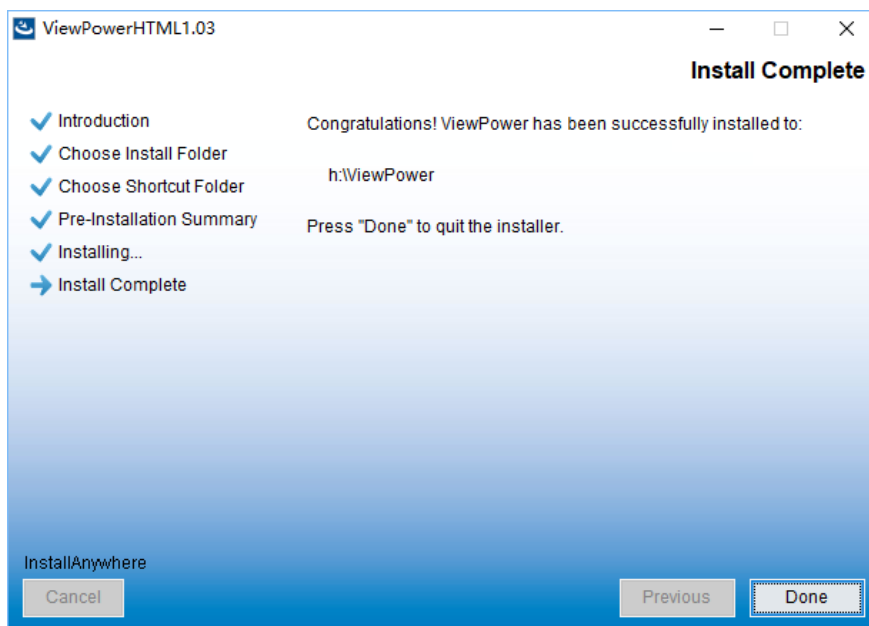 ViewPowerHTML1.03
Install Complete
Introduction
Choose Install Folder
Choose Shortcut Folder
Pre-Installation Summary
Installing...
Install Complete
Congratulations! ViewPower has been successfully installed to:
h:\ViewPower
Press "Done" to quit the installer.
InstallAnywhere
Cancel
Previous
Done